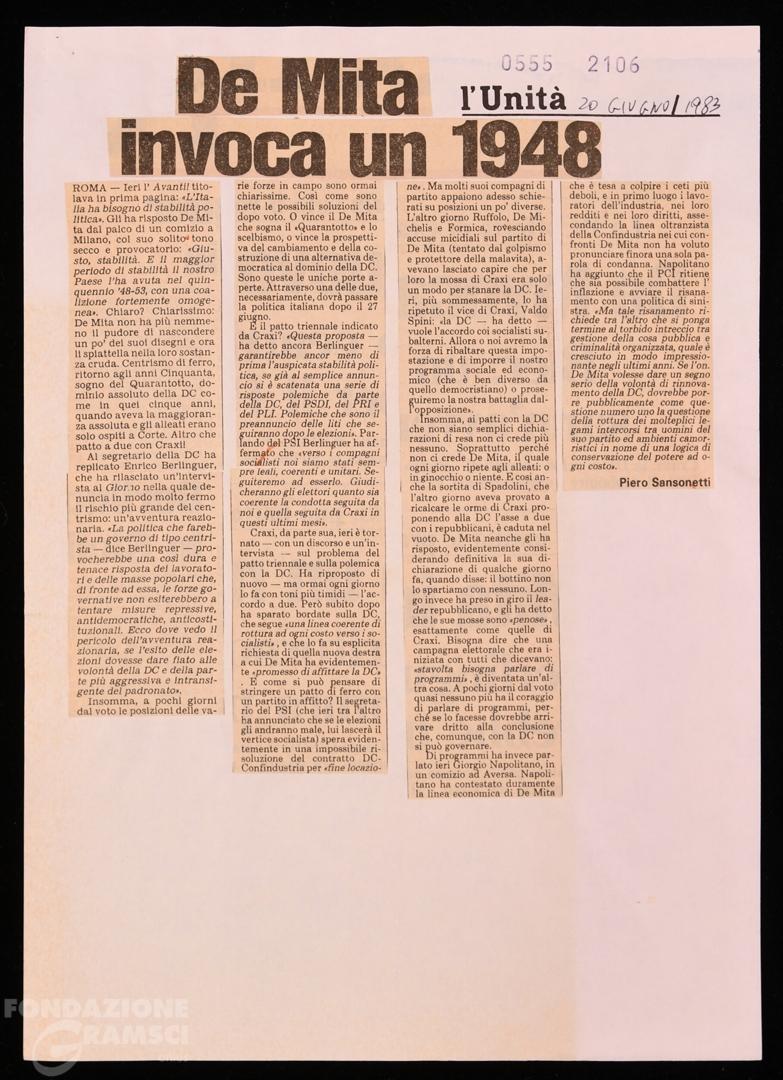 0555 2106
De Mita
l'Unità 20 GIUGNO/1983
invoca un 1948
ROMA — Ieri l'Avanti! tito-
lava in prima pagina: «L'Ita-
lia ha bisogno di stabilità po-
litica». Gli ha risposto De Mi-
ta dal palco di un comizio a
Milano, col suo solito tono
secco e provocatorio: «Giu-
sto, stabilità. E il maggior
periodo di stabilità il nostro
Paese l'ha avuta nel quin-
quennio '48-53, con una coa-
lizione fortemente omoge-
nea». Chiaro? Chiarissimo:
De Mita non ha più nemme-
no il pudore di nascondere
un po' dei suoi disegni e ora
li spiattella nella loro sostan-
za cruda. Centrismo di ferro,
ritorno agli anni Cinquanta,
sogno del Quarantotto, do-
minio assoluto della DC co-
me in quei cinque anni,
quando aveva la maggioran-
za assoluta e gli alleati erano
solo ospiti a Corte. Altro che
patto a due con Craxi!
Al segretario della DC ha
replicato Enrico Berlinguer,
che ha rilasciato un'intervi-
sta al Giorno nella quale de-
nuncia in modo molto fermo
il rischio più grande del cen-
trismo: un'avventura reazio-
naria. «La politica che fareb-
be un governo di tipo centri-
sta — dice Berlinguer — pro-
vocherebbe una così dura e
tenace risposta dei lavorato-
ri e delle masse popolari che,
di fronte ad essa, le forze go-
vernative non esiterebbero a
tentare misure repressive,
antidemocratiche, anticosti-
tuzionali. Ecco dove vedo il
pericolo dell'avventura rea-
zionaria, se l'esito delle ele-
zioni dovesse dare fiato alle
volontà della DC e della par-
te più aggressiva e intransi-
gente del padronato».
Insomma, a pochi giorni
dal voto le posizioni delle va-
rie forze in campo sono ormai
chiarissime. Così come sono
nette le possibili soluzioni del
dopo voto. O vince il De Mita
che sogna il «Quarantotto» e lo
scelbismo, o vince la prospetti-
va del cambiamento e della co-
struzione di una alternativa de-
mocratica al dominio della DC.
Sono queste le uniche porte a-
perte. Attraverso una delle due,
necessariamente, dovrà passare
la politica italiana dopo il 27
giugno.
E il patto triennale indicato
da Craxi? «Questa proposta —
ha detto ancora Berlinguer —
garantirebbe ancor meno di
prima l'auspicata stabilità poli-
tica, se già al semplice annun-
cio si è scatenata una serie di
risposte polemiche da parte
della DC, del PSDI, del PRI e
del PLI. Polemiche che sono il
preannuncio delle liti che se-
guiranno dopo le elezioni». Par-
lando del PSI Berlinguer ha af-
fermato che «verso i compagni
socialisti noi siamo stati sem-
pre leali, coerenti e unitari. Se-
guiteremo ad esserlo. Giudi-
cheranno gli elettori quanto sia
coerente la condotta seguita da
noi e quella seguita da Craxi in
questi ultimi mesi».
Craxi, da parte sua, ieri è tor-
nato — con un discorso e un'in-
tervista — sul problema del
patto triennale e sulla polemica
con la DC. Ha riproposto di
nuovo — ma ormai ogni giorno
lo fa con toni più timidi — l'ac-
cordo a due. Però subito dopo
ha sparato bordate sulla DC,
che segue «una linea coerente di
rottura ad ogni costo verso i so-
cialisti», e che lo fa su esplicita
richiesta di quella nuova destra
a cui De Mita ha evidentemen-
te «promesso di affittare la DC».
E come si può pensare di
stringere un patto di ferro con
un partito in affitto? Il segreta-
rio del PSI (che ieri tra l'altro
ha annunciato che se le elezioni
gli andranno male, lui lascerà il
vertice socialista) spera eviden-
temente in una impossibile ri-
soluzione del contratto DC-
Confindustria per «fine locazio-
ne». Ma molti suoi compagni di
partito appaiono adesso schie-
rati su posizioni un po' diverse.
L'altro giorno Ruffolo, De Mi-
chelis e Formica, rovesciando
accuse micidiali sul partito di
De Mita (tentato dal golpismo
e protettore della malavita), a-
vevano lasciato capire che per
loro la mossa di Craxi era solo
un modo per stanare la DC. Ie-
ri, più sommessamente, lo ha
ripetuto il vice di Craxi, Valdo
Spini: «la DC — ha detto —
vuole l'accordo coi socialisti su-
balterni. Allora o noi avremo la
forza di ribaltare questa impo-
stazione e di imporre il nostro
programma sociale ed econo-
mico (che è ben diverso da
quello democristiano) o prose-
guiremo la nostra battaglia dal-
l'opposizione».
Insomma, ai patti con la DC
che non siano semplici dichia-
razioni di resa non ci crede più
nessuno. Soprattutto perché
non ci crede De Mita, il quale
ogni giorno ripete agli alleati: o
in ginocchio o niente. E così an-
che la sortita di Spadolini, che
l'altro giorno aveva provato a
ricalcare le orme di Craxi pro-
ponendo alla DC l'asse a due
con i repubblicani, è caduta nel
vuoto. De Mita neanche gli ha
risposto, evidentemente consi-
derando definitiva la sua di-
chiarazione di qualche giorno
fa, quando disse: il bottino non
lo spartiamo con nessuno. Lon-
go invece ha preso in giro il lea-
der repubblicano, e gli ha detto
che le sue mosse sono «penose»,
esattamente come quelle di
Craxi. Bisogna dire che una
campagna elettorale che era i-
niziata con tutti che dicevano:
«stavolta bisogna parlare di
programmi», è diventata un'al-
tra cosa. A pochi giorni dal voto
quasi nessuno più ha il coraggio
di parlare di programmi, per-
ché se lo facesse dovrebbe arri-
vare dritto alla conclusione
che, comunque, con la DC non
si può governare.
Di programmi ha invece par-
lato ieri Giorgio Napolitano, in
un comizio ad Aversa. Napoli-
tano ha contestato duramente
la linea economica di De Mita
che è tesa a colpire i ceti più
deboli, e in primo luogo i lavo-
ratori dell'industria, nei loro
redditi e nei loro diritti, asse-
condando la linea oltranzista
della Confindustria nei cui con-
fronti De Mita non ha voluto
pronunciare finora una sola pa-
rola di condanna. Napolitano
ha aggiunto che il PCI ritiene
che sia possibile combattere l'
inflazione e avviare il risana-
mento con una politica di sini-
stra. «Ma tale risanamento ri-
chiede tra l'altro che si ponga
termine al torbido intreccio tra
gestione della cosa pubblica e
criminalità organizzata, quale è
cresciuto in modo impressio-
nante negli ultimi anni. Se l'on.
De Mita volesse dare un segno
serio della volontà di rinnova-
mento della DC, dovrebbe por-
re pubblicamente come que-
stione numero uno la questione
della rottura dei molteplici le-
gami intercorsi tra uomini del
suo partito ed ambienti camor-
ristici in nome di una logica di
conservazione del potere ad o-
gni costo».
Piero Sansonetti
FONDAZIONE
GRAMSCI